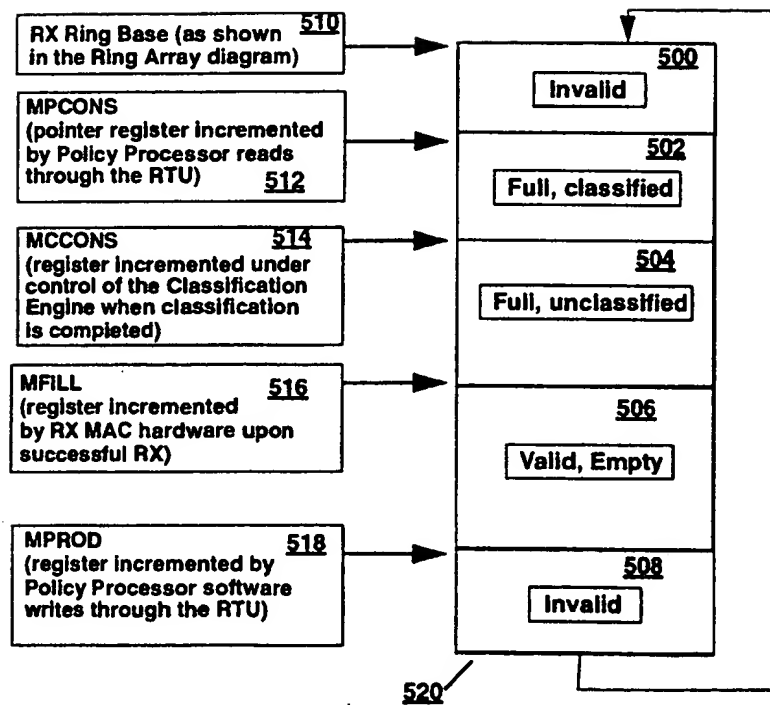 RX Ring Base (as shown 510
in the Ring Array diagram)
MPCONS
(pointer register incremented
by Policy Processor reads
through the RTU) 512
MCCONS 514
(register incremented under
control of the Classification
Engine when classification
is completed)
MFILL 516
(register incremented
by RX MAC hardware upon
successful RX)
MPROD 518
(register incremented by
Policy Processor software
writes through the RTU)
500
Invalid
502
Full, classified
504
Full, unclassified
506
Valid, Empty
508
Invalid
520